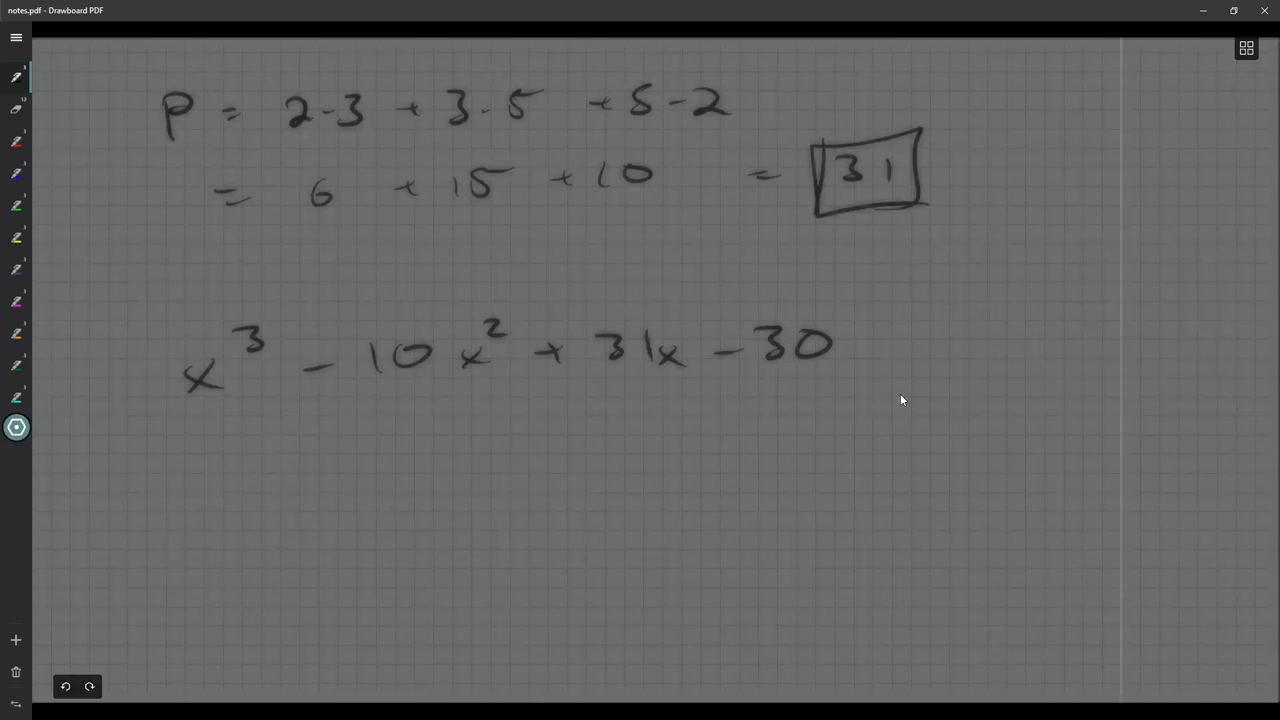 notes.pdf - Drawboard PDF
P = 2·3 + 3·5 + 5·2
= 6 + 15 + 10 = 31
x³ - 10x² + 31x - 30